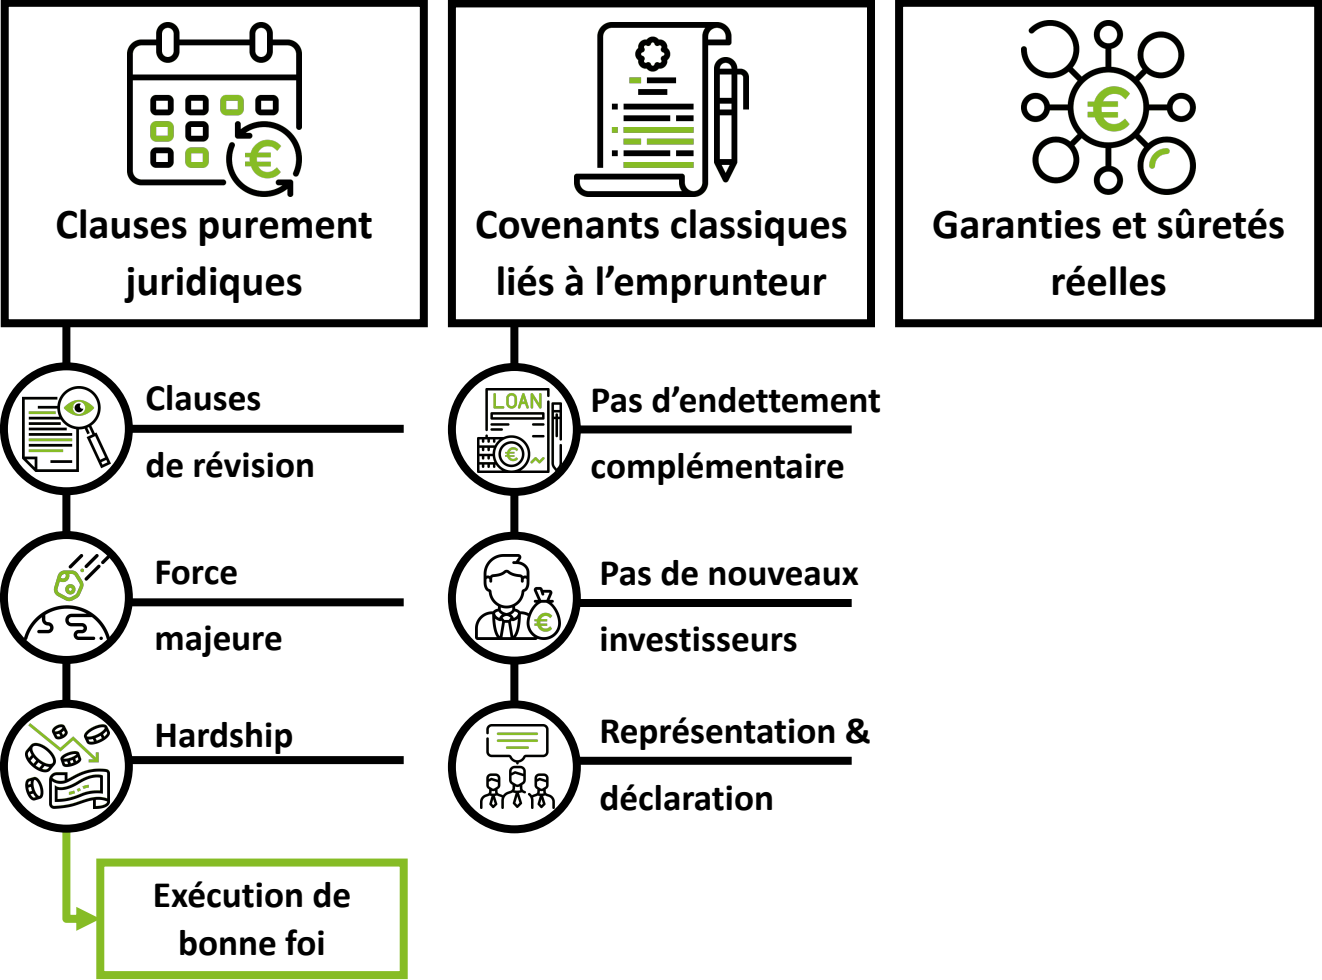 Clauses purement
juridiques
Covenants classiques
liés à l’emprunteur
Garanties et sûretés
réelles
Clauses
de révision
Force
majeure
Hardship
Exécution de
bonne foi
LOAN
Pas d’endettement
complémentaire
Pas de nouveaux
investisseurs
Représentation &
déclaration